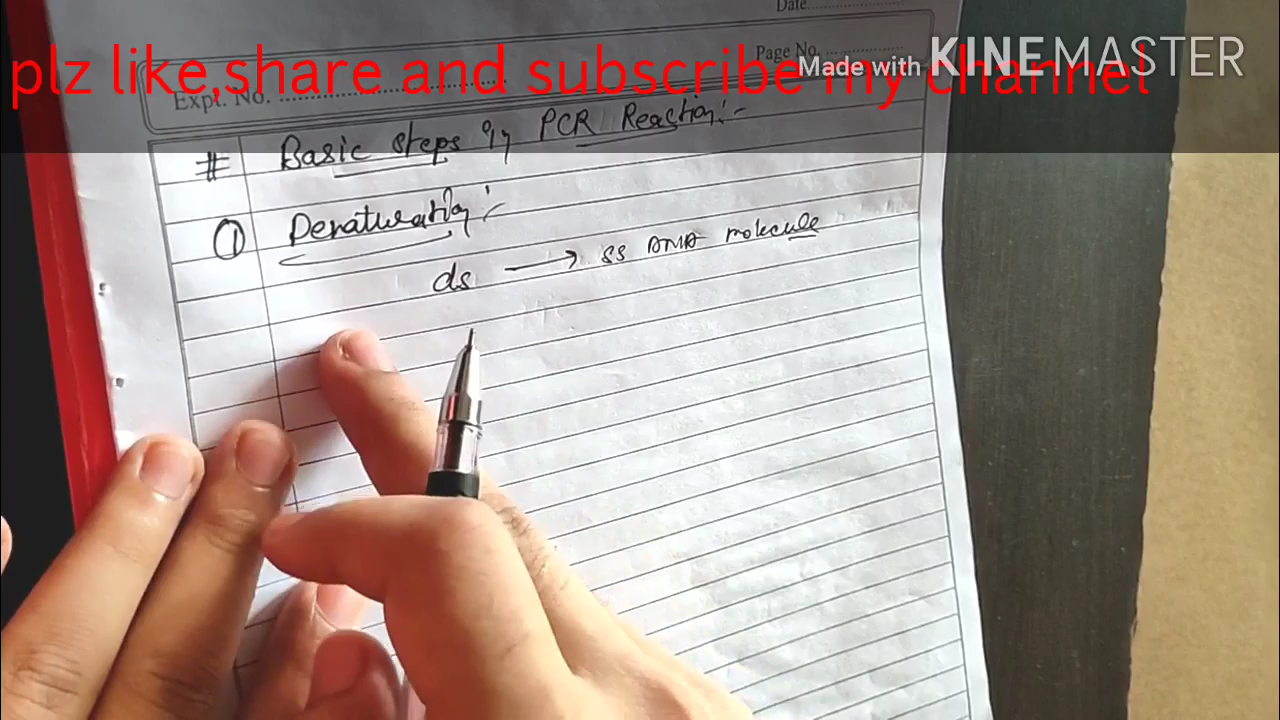 Date..................
Page No. ..................
plz like,share and subscribe my channel
Made with KINEMASTER
Expt. No. ..................
# Basic steps in PCR Reaction:-
① Denaturation:-
ds → ss DNA molecule